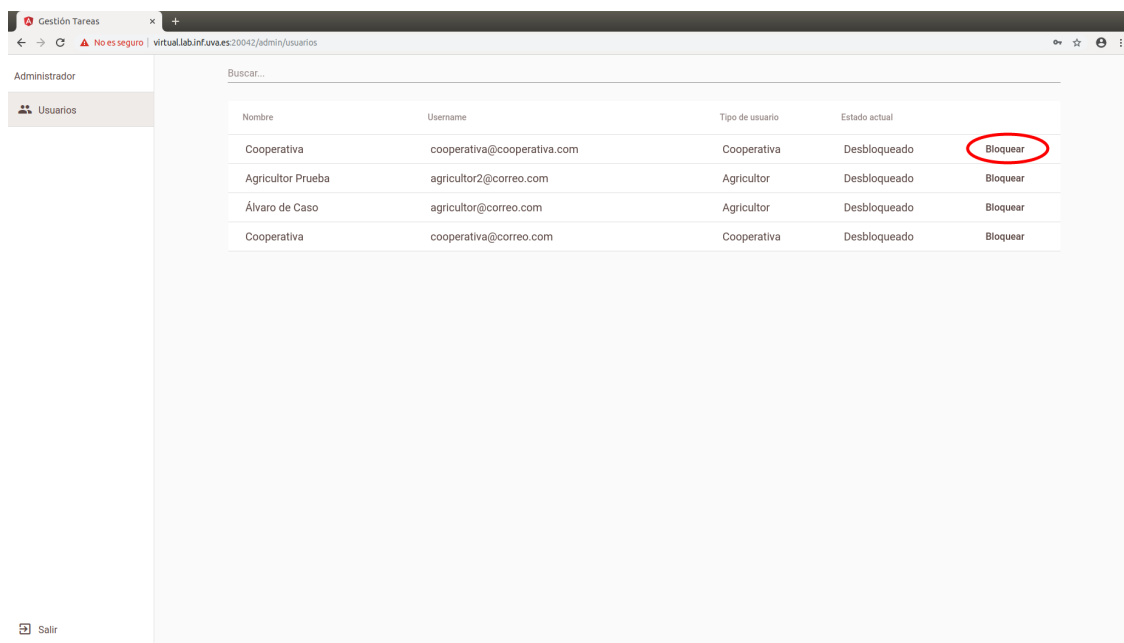 Gestión Tareas
No es seguro virtual.lab.inf.uva.es:20042/admin/usuarios
Administrador
Usuarios
Buscar...
Nombre Username Tipo de usuario Estado actual
Cooperativa cooperativa@cooperativa.com Cooperativa Desbloqueado Bloquear
Agricultor Prueba agricultor2@correo.com Agricultor Desbloqueado Bloquear
Álvaro de Caso agricultor@correo.com Agricultor Desbloqueado Bloquear
Cooperativa cooperativa@correo.com Cooperativa Desbloqueado Bloquear
Salir